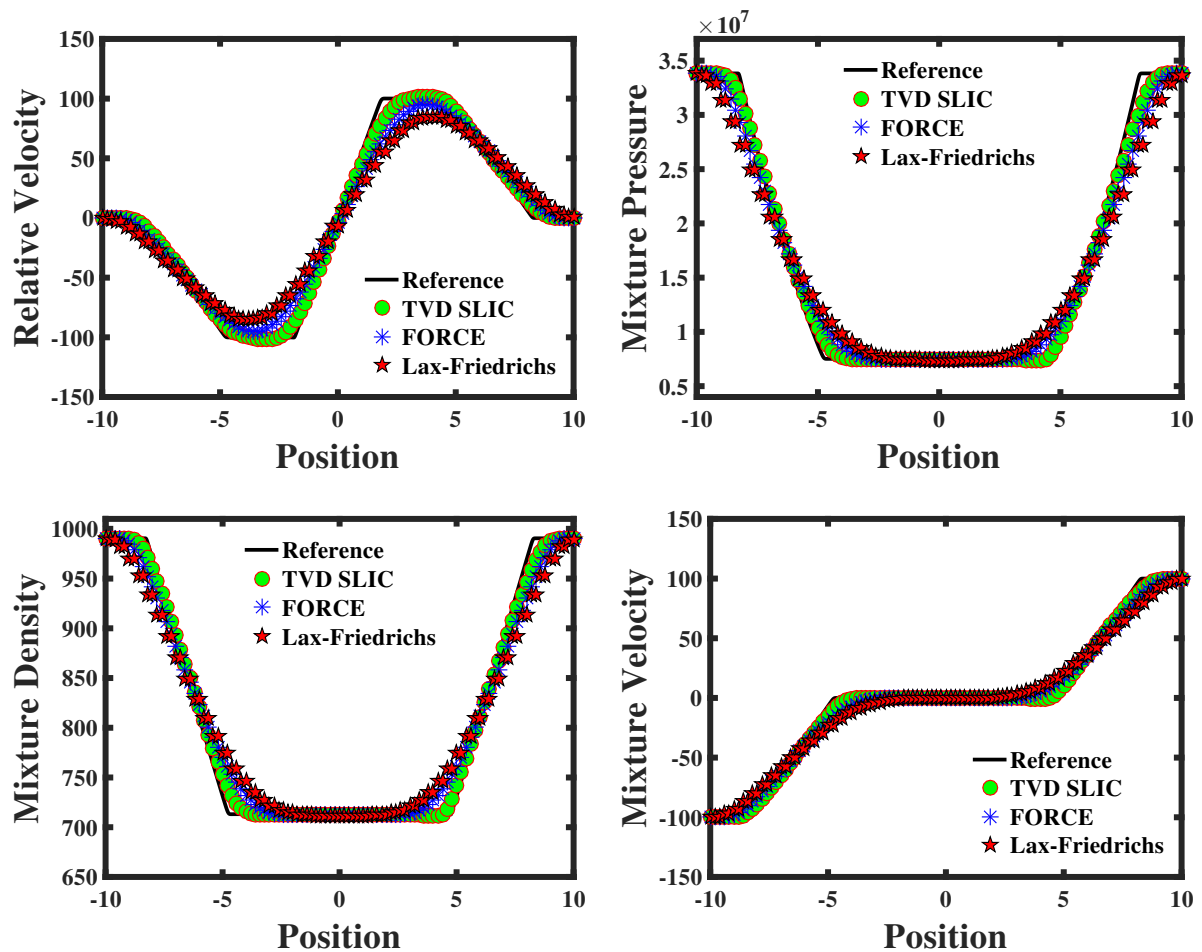 150
100
50
0
-50
-100
-150
-10 -5 0 5 10
Relative Velocity
Position
Reference
TVD SLIC
FORCE
Lax-Friedrichs
×10^7
3.5
3
2.5
2
1.5
1
0.5
-10 -5 0 5 10
Mixture Pressure
Position
Reference
TVD SLIC
FORCE
Lax-Friedrichs
1000
950
900
850
800
750
700
650
-10 -5 0 5 10
Mixture Density
Position
Reference
TVD SLIC
FORCE
Lax-Friedrichs
150
100
50
0
-50
-100
-150
-10 -5 0 5 10
Mixture Velocity
Position
Reference
TVD SLIC
FORCE
Lax-Friedrichs